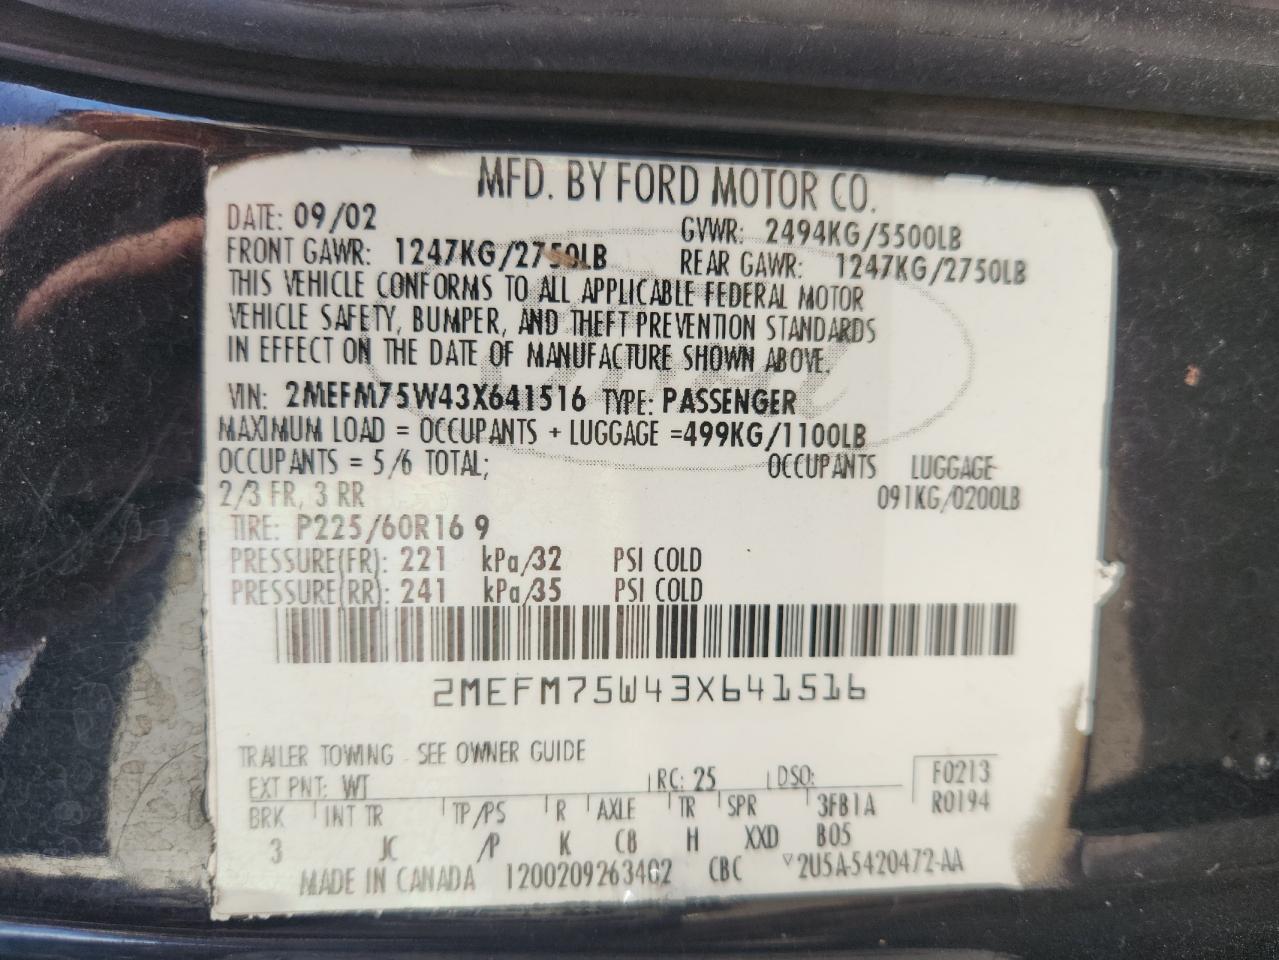 MFD. BY FORD MOTOR CO.
DATE: 09/02 GVWR: 2494KG/5500LB
FRONT GAWR: 1247KG/2750LB REAR GAWR: 1247KG/2750LB
THIS VEHICLE CONFORMS TO ALL APPLICABLE FEDERAL MOTOR
VEHICLE SAFETY, BUMPER, AND THEFT PREVENTION STANDARDS
IN EFFECT ON THE DATE OF MANUFACTURE SHOWN ABOVE.
VIN: 2MEFM75W43X641516 TYPE: PASSENGER
MAXIMUM LOAD = OCCUPANTS + LUGGAGE =499KG/1100LB
OCCUPANTS = 5/6 TOTAL; OCCUPANTS LUGGAGE
2/3 FR, 3 RR 091KG/0200LB
TIRE: P225/60R16 9
PRESSURE(FR): 221 kPa/32 PSI COLD
PRESSURE(RR): 241 kPa/35 PSI COLD
2MEFM75W43X641516
TRAILER TOWING - SEE OWNER GUIDE
EXT PNT: WT RC: 25 DSO: F0213
BRK INT TR TP/PS R AXLE TR SPR 3FB1A R0194
3 JC /P K CB H XXD B05
MADE IN CANADA 1200209263402 CBC ▽2U5A-5420472-AA